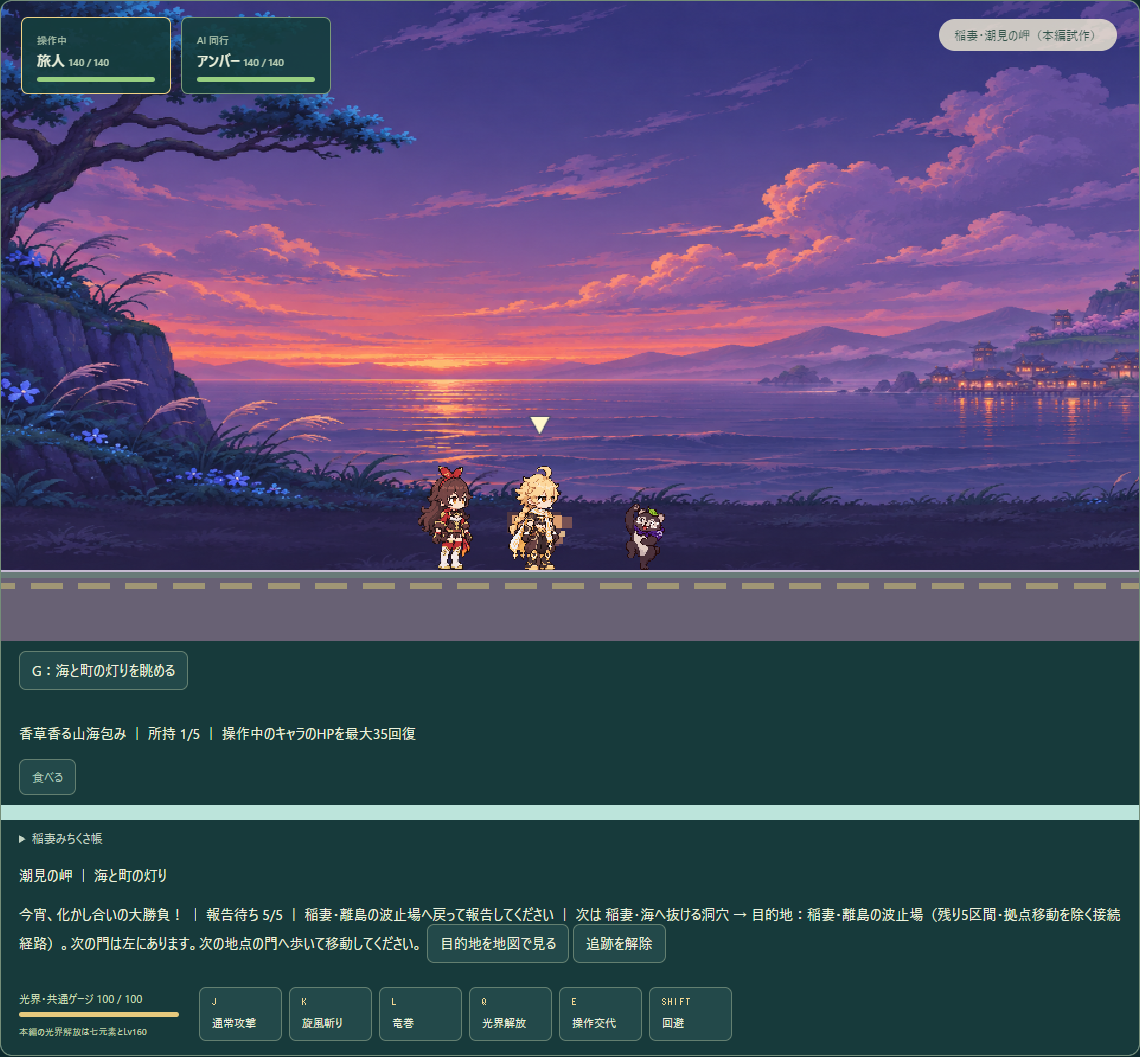 操作中
旅人 140 / 140
AI 同行
アンバー 140 / 140
稲妻・潮見の岬（本編試作）
G：海と町の灯りを眺める
香草香る山海包み ｜ 所持 1/5 ｜ 操作中のキャラのHPを最大35回復
食べる
▶ 稲妻みちくさ帳
潮見の岬 ｜ 海と町の灯り
今宵、化かし合いの大勝負！ ｜ 報告待ち 5/5 ｜ 稲妻・離島の波止場へ戻って報告してください ｜ 次は 稲妻・海へ抜ける洞穴 → 目的地：稲妻・離島の波止場（残り5区間・拠点移動を除く接続
経路）。次の門は左にあります。次の地点の門へ歩いて移動してください。 目的地を地図で見る 追跡を解除
光界・共通ゲージ 100 / 100
本編の光界解放は七元素とLv160
J
通常攻撃
K
旋風斬り
L
竜巻
Q
光界解放
E
操作交代
SHIFT
回避